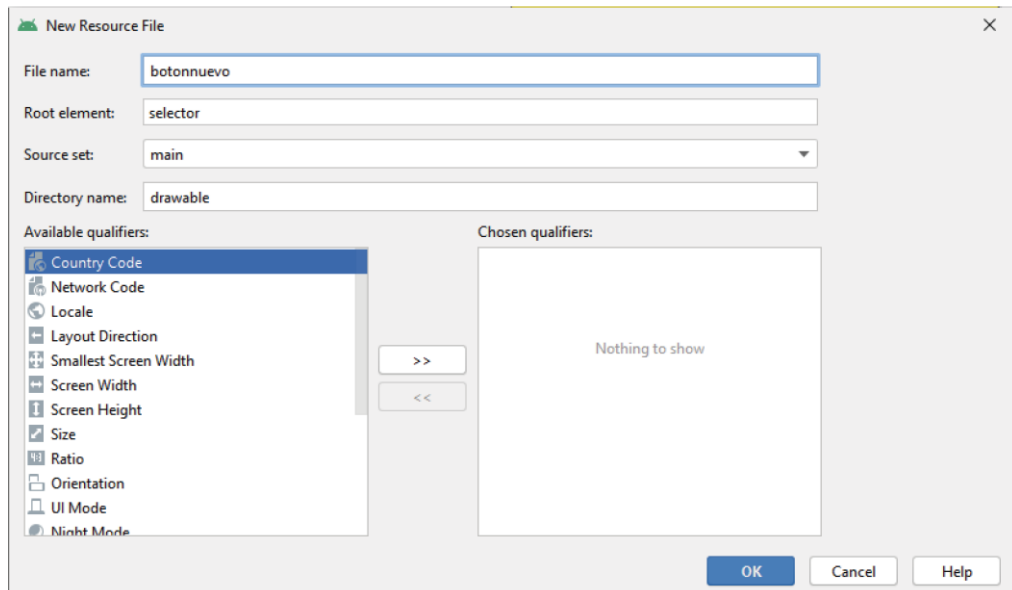 New Resource File
File name: botonnuevo
Root element: selector
Source set: main
Directory name: drawable
Available qualifiers:
Chosen qualifiers:
Country Code
Network Code
Locale
Layout Direction
Smallest Screen Width
Screen Width
Screen Height
Size
Ratio
Orientation
UI Mode
Night Mode
>>
<<
Nothing to show
OK Cancel Help